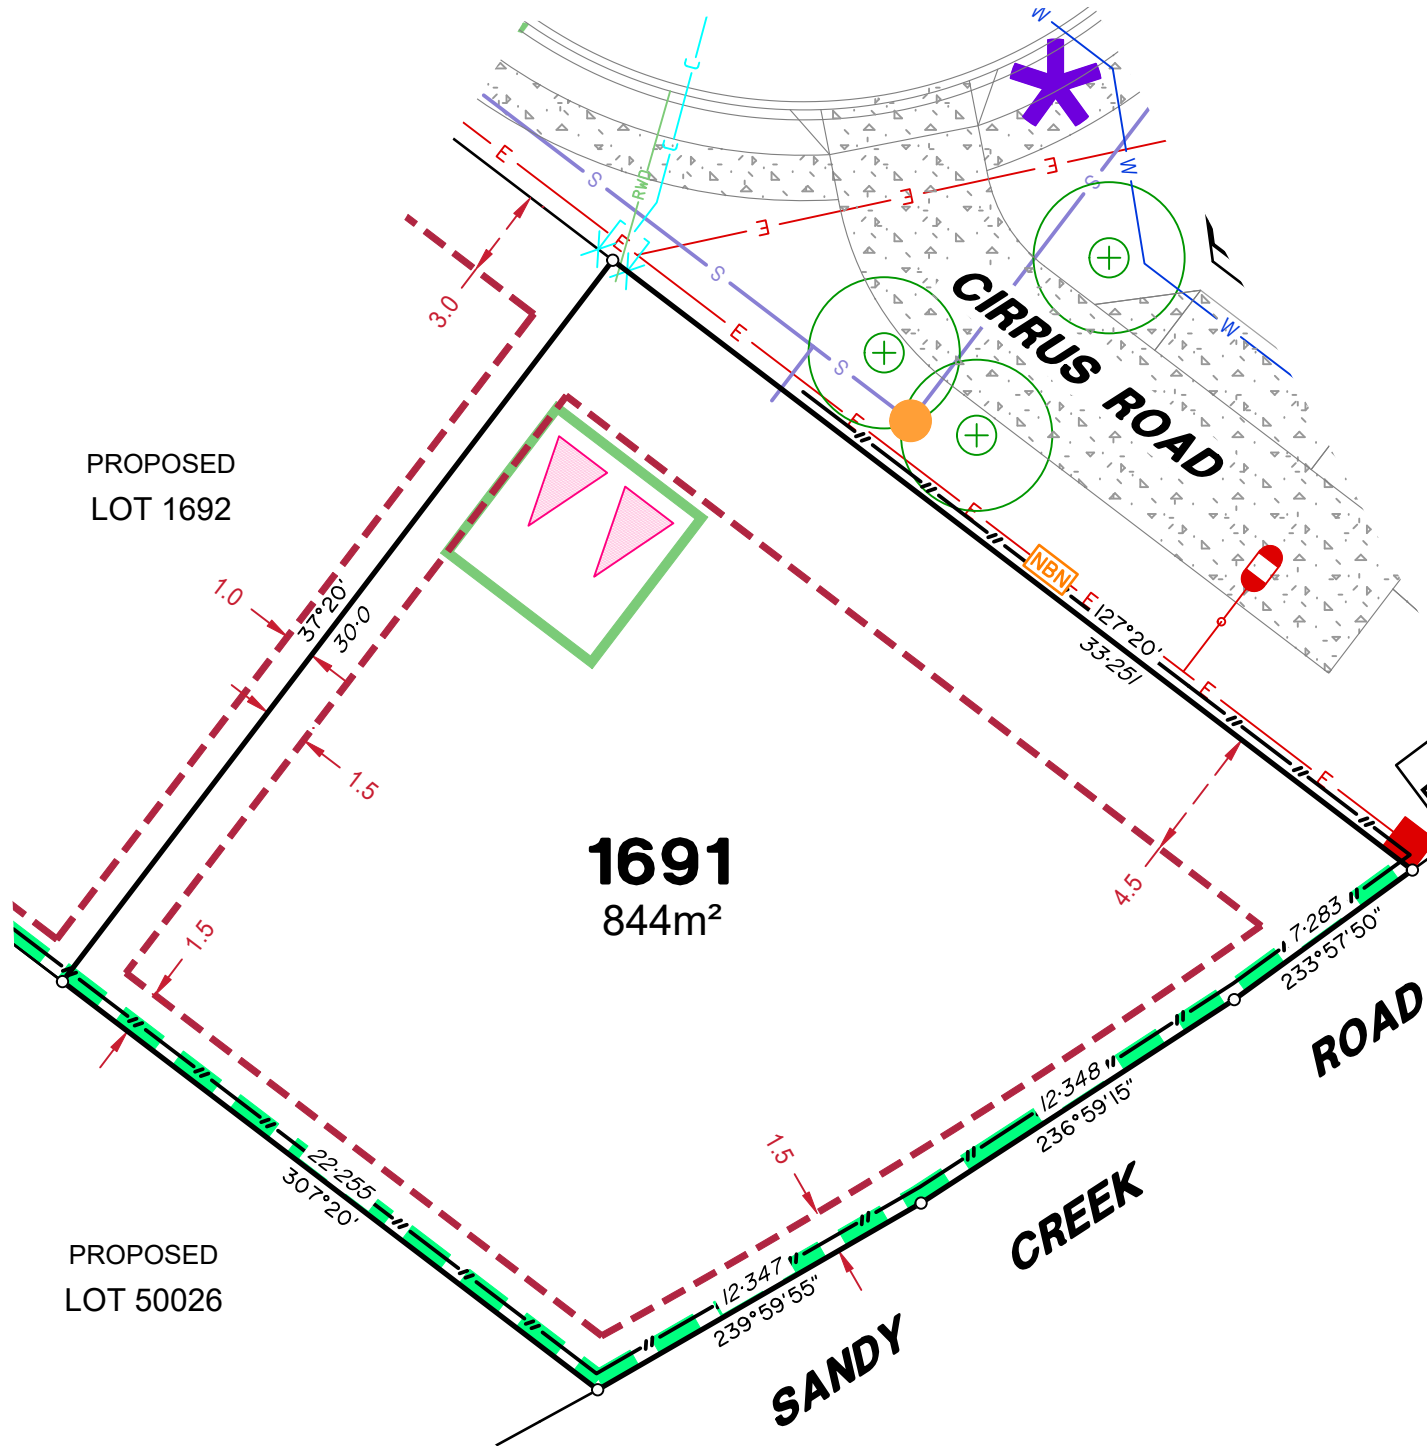 W
C
C
E
S
RWD
E
E
E
E
W
S
S
CIRRUS ROAD
W
3.0
E
S
PROPOSED
LOT 1692
E
E
NBN
E
1.0
37°20'
30·0
127°20'
33·251
E
E
1.5
1691
844m²
4.5
1.5
7·283
233°57'50"
ROAD
12·348
236°59'15"
CREEK
1.5
22·255
307°20'
12·347
239°59'55"
SANDY
PROPOSED
LOT 50026